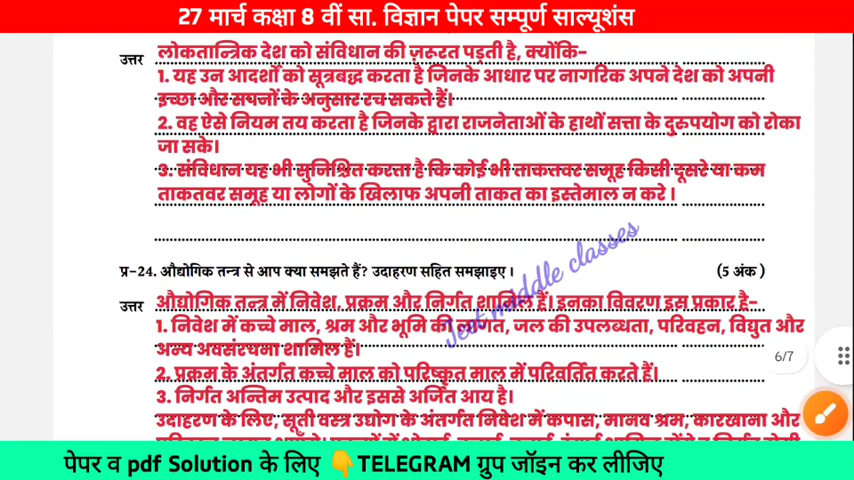 27 मार्च कक्षा 8 वीं सा. विज्ञान पेपर सम्पूर्ण साल्यूशंस
उत्तर लोकतान्त्रिक देश को संविधान की ज़रूरत पड़ती है, क्योंकि-
1. यह उन आदर्शों को सूत्रबद्ध करता है जिनके आधार पर नागरिक अपने देश को अपनी
इच्छा और सपनों के अनुसार रच सकते हैं।
2. वह ऐसे नियम तय करता है जिनके द्वारा राजनेताओं के हाथों सत्ता के दुरुपयोग को रोका
जा सके।
3. संविधान यह भी सुनिश्चित करता है कि कोई भी ताकतवर समूह किसी दूसरे या कम
ताकतवर समूह या लोगों के खिलाफ अपनी ताकत का इस्तेमाल न करे ।
Jeet middle classes
प्र-24. औद्योगिक तन्त्र से आप क्या समझते हैं? उदाहरण सहित समझाइए। (5 अंक)
उत्तर औद्योगिक तन्त्र में निवेश, प्रक्रम और निर्गत शामिल हैं। इनका विवरण इस प्रकार है-
1. निवेश में कच्चे माल, श्रम और भूमि की लागत, जल की उपलब्धता, परिवहन, विद्युत और
अन्य अवसंरचना शामिल हैं।
6/7
2. प्रक्रम के अंतर्गत कच्चे माल को परिष्कृत माल में परिवर्तित करते हैं।
3. निर्गत अन्तिम उत्पाद और इससे अर्जित आय है।
उदाहरण के लिए, सूती वस्त्र उद्योग के अंतर्गत निवेश में कपास, मानव श्रम, कारखाना और
पेपर व pdf Solution के लिए 👇TELEGRAM ग्रुप जॉइन कर लीजिए